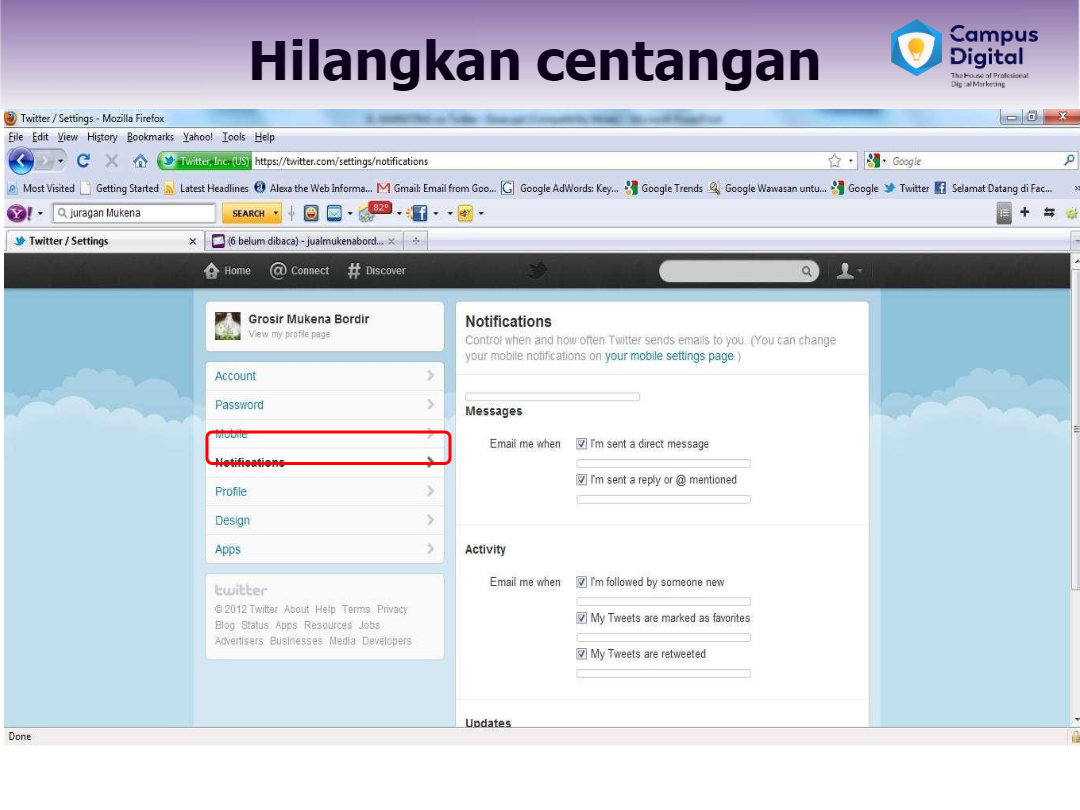 Hilangkan centangan
Campus
Digital
The House of Profesional
Digital Marketing
Twitter / Settings - Mozilla Firefox
File Edit View History Bookmarks Yahoo! Tools Help
Twitter, Inc. (US) https://twitter.com/settings/notifications
Google
Most Visited Getting Started Latest Headlines Alexa the Web Informa... Gmail: Email from Goo... Google AdWords: Key... Google Trends Google Wawasan untu... Google Twitter Selamat Datang di Fac... »
juragan Mukena SEARCH 82°
Twitter / Settings (6 belum dibaca) - jualmukenabord...
Home Connect Discover
Grosir Mukena Bordir
View my profile page
Account
Password
Mobile
Notifications
Profile
Design
Apps
twitter
© 2012 Twitter About Help Terms Privacy
Blog Status Apps Resources Jobs
Advertisers Businesses Media Developers
Notifications
Control when and how often Twitter sends emails to you. (You can change
your mobile notifications on your mobile settings page.)
Messages
Email me when I'm sent a direct message
I'm sent a reply or @ mentioned
Activity
Email me when I'm followed by someone new
My Tweets are marked as favorites
My Tweets are retweeted
Updates
Done